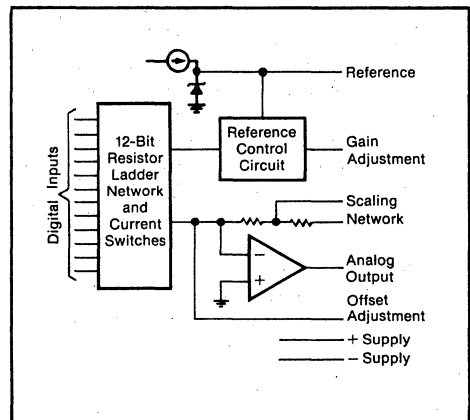 Reference
12-Bit
Resistor
Ladder
Network
and
Current
Switches
Reference
Control
Circuit
Gain
Adjustment
Digital Inputs
Scaling
Network
−
+
Analog
Output
Offset
Adjustment
+ Supply
− Supply